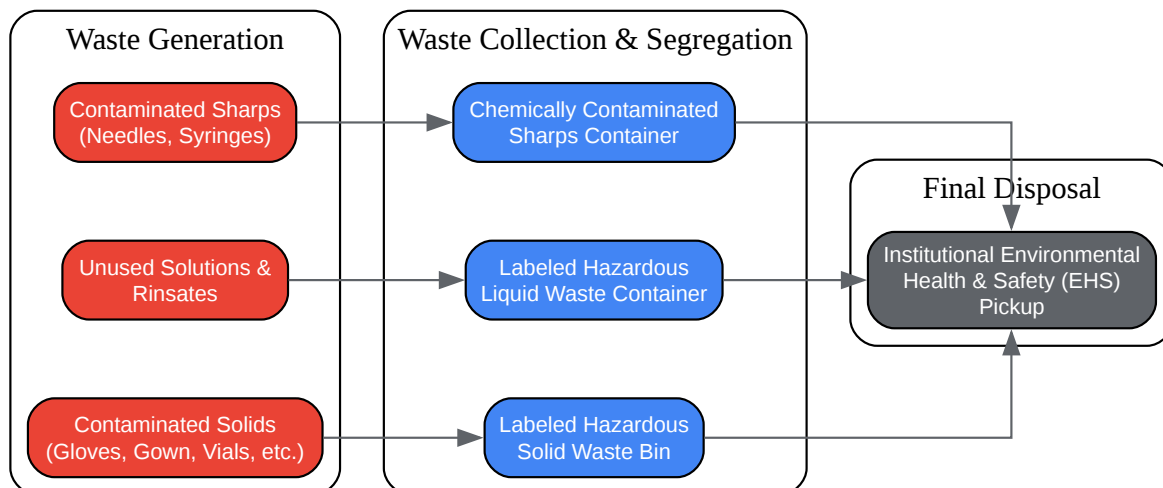 Waste Generation
Contaminated Sharps
(Needles, Syringes)
Unused Solutions &
Rinsates
Contaminated Solids
(Gloves, Gown, Vials, etc.)
Waste Collection & Segregation
Chemically Contaminated
Sharps Container
Labeled Hazardous
Liquid Waste Container
Labeled Hazardous
Solid Waste Bin
Final Disposal
Institutional Environmental
Health & Safety (EHS)
Pickup